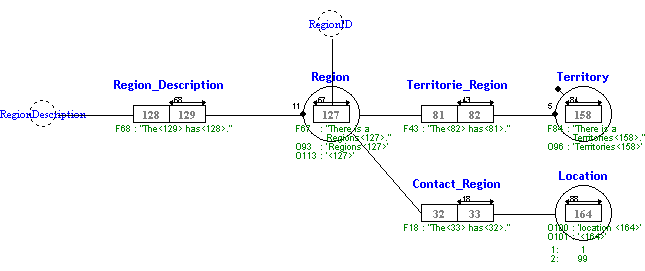 RegionID
Region_Description
Region
Territorie_Region
Territory
68
67
43
84
RegionDescription
11
5
128 129
127
81 82
158
F68 : "The<129> has<128>."
F67 : "There is a
Regions<127>."
O93 : 'Regions<127>'
O113 : '<127>'
F43 : "The<82> has<81>."
F84 : "There is a
Territories<158>."
O96 : 'Territories<158>'
Contact_Region
Location
18
88
32 33
164
F18 : "The<33> has<32>."
O100 : 'location <164>'
O101 : '<164>'
1: 1
2: 99